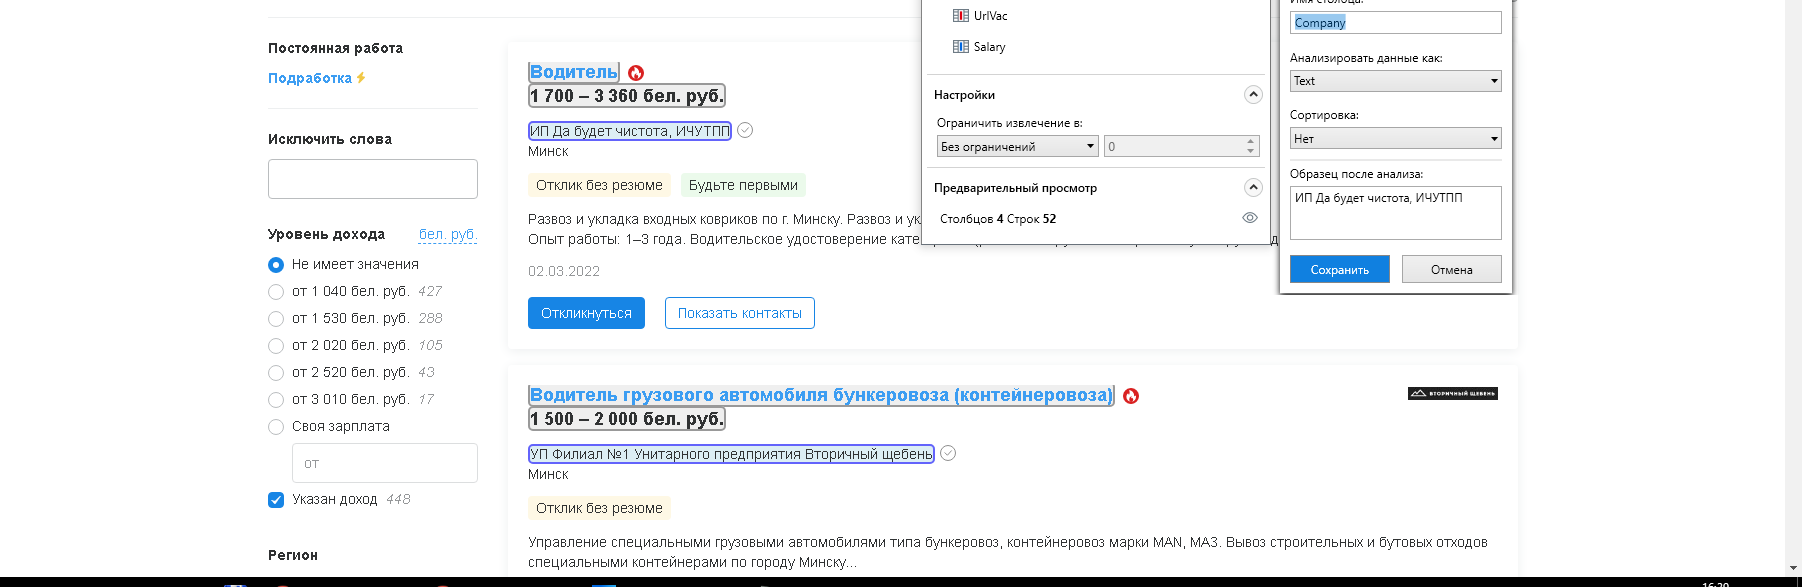 Постоянная работа
Подработка
Исключить слова
Уровень дохода бел. руб.
Не имеет значения
от 1 040 бел. руб. 427
от 1 530 бел. руб. 288
от 2 020 бел. руб. 105
от 2 520 бел. руб. 43
от 3 010 бел. руб. 17
Своя зарплата
от
Указан доход 448
Регион
Водитель
1 700 – 3 360 бел. руб.
ИП Да будет чистота, ИЧУТПП
Минск
Отклик без резюме Будьте первыми
Развоз и укладка входных ковриков по г. Минску. Развоз и
Опыт работы: 1–3 года. Водительское удостоверение
02.03.2022
Откликнуться Показать контакты
Водитель грузового автомобиля бункеровоза (контейнеровоза)
ВТОРИЧНЫЙ ЩЕБЕНЬ
1 500 – 2 000 бел. руб.
УП Филиал №1 Унитарного предприятия Вторичный щебень
Минск
Отклик без резюме
Управление специальными грузовыми автомобилями типа бункеровоз, контейнеровоз марки MAN, МАЗ. Вывоз строительных и бутовых отходов
специальными контейнерами по городу Минску...
UrlVac
Salary
Настройки
Ограничить извлечение в:
Без ограничений 0
Предварительный просмотр
Столбцов 4 Строк 52
Имя столбца:
Company
Анализировать данные как:
Text
Сортировка:
Нет
Образец после анализа:
ИП Да будет чистота, ИЧУТПП
Сохранить Отмена